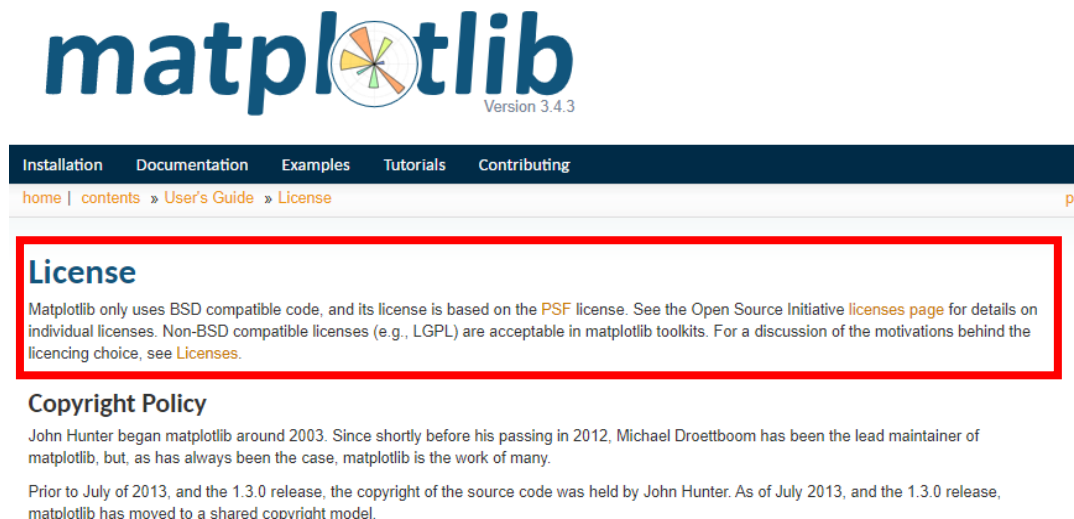 matplotlib
Version 3.4.3
Installation Documentation Examples Tutorials Contributing
home | contents » User's Guide » License p
License
Matplotlib only uses BSD compatible code, and its license is based on the PSF license. See the Open Source Initiative licenses page for details on
individual licenses. Non-BSD compatible licenses (e.g., LGPL) are acceptable in matplotlib toolkits. For a discussion of the motivations behind the
licencing choice, see Licenses.
Copyright Policy
John Hunter began matplotlib around 2003. Since shortly before his passing in 2012, Michael Droettboom has been the lead maintainer of
matplotlib, but, as has always been the case, matplotlib is the work of many.
Prior to July of 2013, and the 1.3.0 release, the copyright of the source code was held by John Hunter. As of July 2013, and the 1.3.0 release,
matplotlib has moved to a shared copyright model.